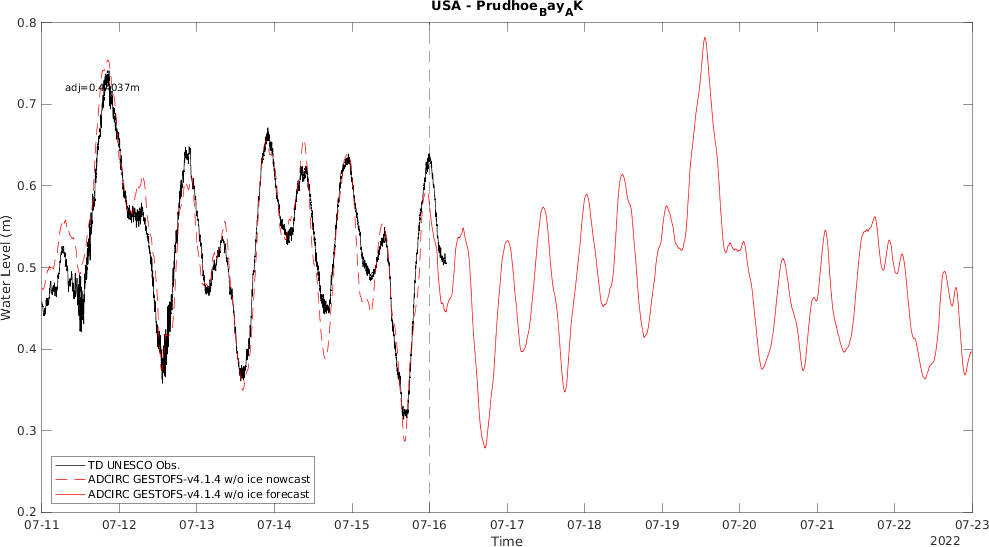 USA - PrudhoeBayAK
0.8
0.7
0.6
0.5
0.4
0.3
0.2
Water Level (m)
TD UNESCO Obs.
ADCIRC GESTOFS-v4.1.4 w/o ice nowcast
ADCIRC GESTOFS-v4.1.4 w/o ice forecast
07-11 07-12 07-13 07-14 07-15 07-16 07-17 07-18 07-19 07-20 07-21 07-22 07-23
Time
2022